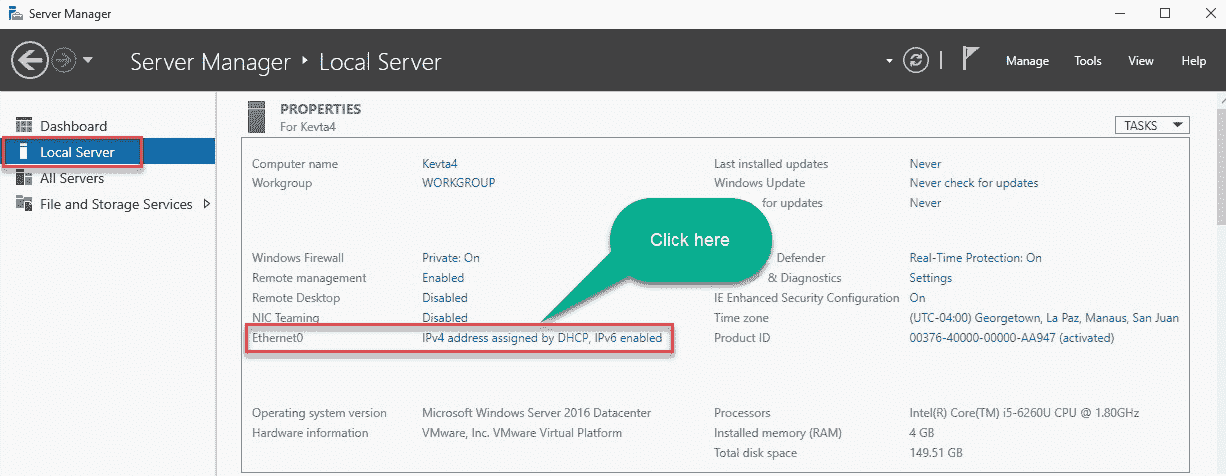 Server Manager
Server Manager ‣ Local Server
Manage Tools View Help
Dashboard
Local Server
All Servers
File and Storage Services
PROPERTIES
For Kevta4
TASKS
Computer name Kevta4 Last installed updates Never
Workgroup WORKGROUP Windows Update Never check for updates
for updates Never
Click here
Windows Firewall Private: On Defender Real-Time Protection: On
Remote management Enabled & Diagnostics Settings
Remote Desktop Disabled IE Enhanced Security Configuration On
NIC Teaming Disabled Time zone (UTC-04:00) Georgetown, La Paz, Manaus, San Juan
Ethernet0 IPv4 address assigned by DHCP, IPv6 enabled Product ID 00376-40000-00000-AA947 (activated)
Operating system version Microsoft Windows Server 2016 Datacenter Processors Intel(R) Core(TM) i5-6260U CPU @ 1.80GHz
Hardware information VMware, Inc. VMware Virtual Platform Installed memory (RAM) 4 GB
Total disk space 149.51 GB